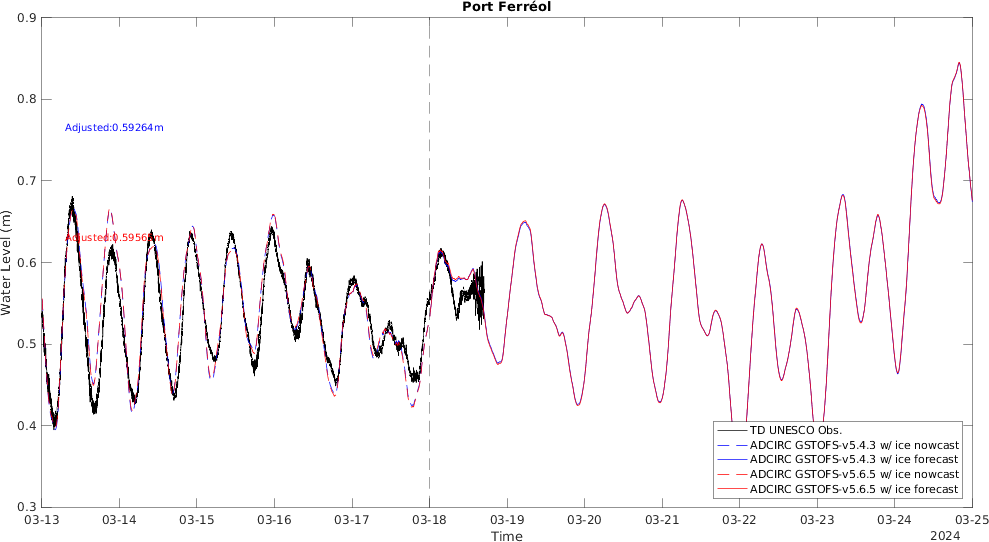 Port Ferréol
0.9
0.8
0.7
0.6
0.5
0.4
0.3
Water Level (m)
Adjusted:0.59264m
Adjusted:0.5956
TD UNESCO Obs.
ADCIRC GSTOFS-v5.4.3 w/ ice nowcast
ADCIRC GSTOFS-v5.4.3 w/ ice forecast
ADCIRC GSTOFS-v5.6.5 w/ ice nowcast
ADCIRC GSTOFS-v5.6.5 w/ ice forecast
03-13 03-14 03-15 03-16 03-17 03-18 03-19 03-20 03-21 03-22 03-23 03-24 03-25
Time
2024